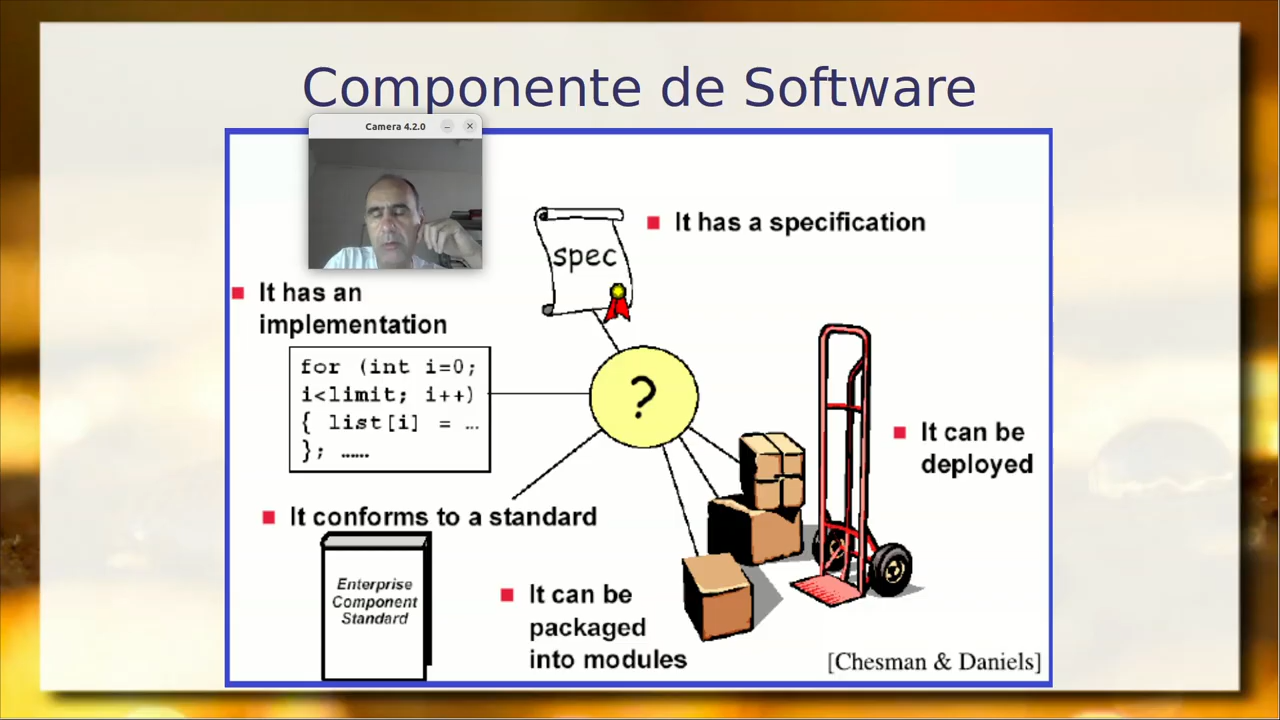 Componente de Software
Camera 4.2.0
spec
It has a specification
It has an
implementation
for (int i=0;
i<limit; i++)
{ list[i] = …
}; ……
?
It can be
deployed
It conforms to a standard
Enterprise
Component
Standard
It can be
packaged
into modules
[Chesman & Daniels]